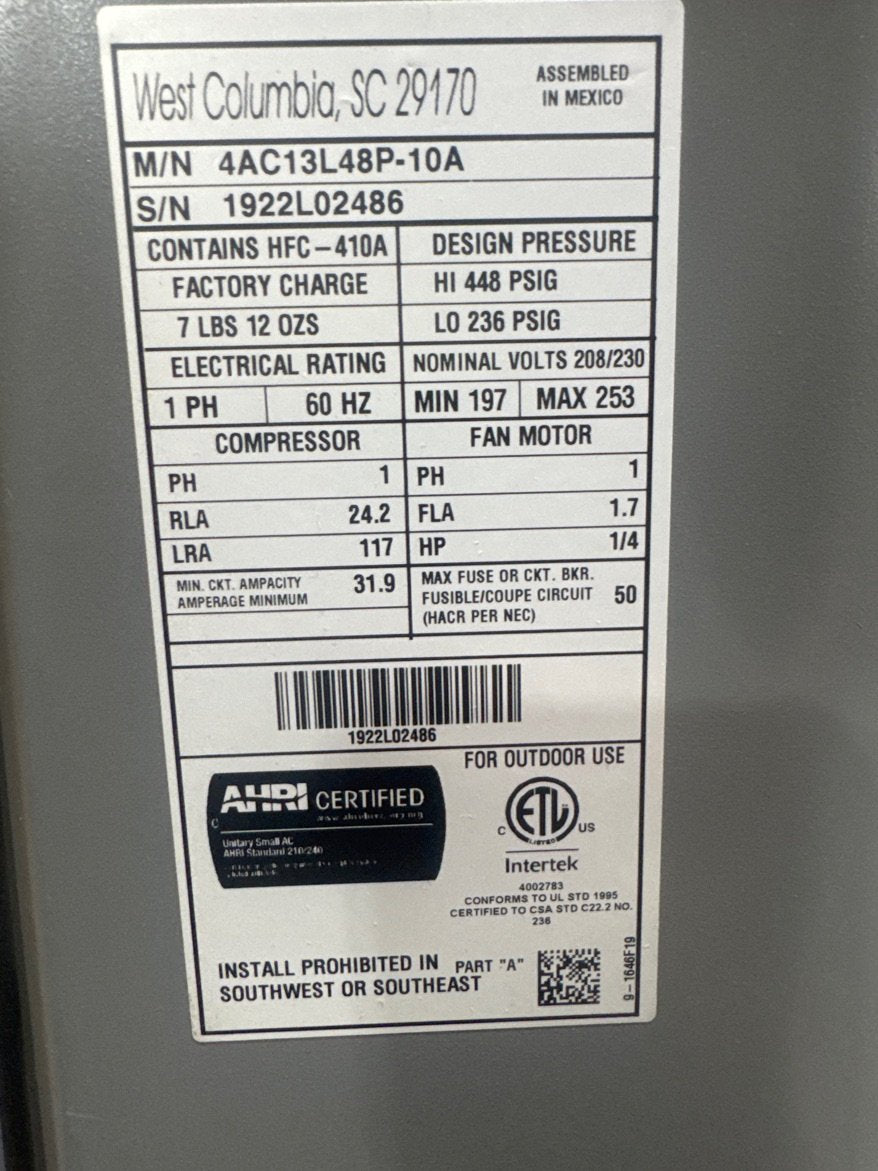 West Columbia, SC 29170
ASSEMBLED
IN MEXICO
M/N 4AC13L48P-10A
S/N 1922L02486
CONTAINS HFC-410A
DESIGN PRESSURE
FACTORY CHARGE
HI 448 PSIG
7 LBS 12 OZS
LO 236 PSIG
ELECTRICAL RATING
NOMINAL VOLTS 208/230
1 PH
60 HZ
MIN 197
MAX 253
COMPRESSOR
FAN MOTOR
PH 1
PH 1
RLA 24.2
FLA 1.7
LRA 117
HP 1/4
MIN. CKT. AMPACITY
AMPERAGE MINIMUM
31.9
MAX FUSE OR CKT. BKR.
FUSIBLE/COUPE CIRCUIT
(HACR PER NEC)
50
1922L02486
FOR OUTDOOR USE
AHRI CERTIFIED
C
Unitary Small AC
AHRI Standard 210/240
ETL
LISTED
C
US
Intertek
4002783
CONFORMS TO UL STD 1995
CERTIFIED TO CSA STD C22.2 NO.
236
INSTALL PROHIBITED IN
SOUTHWEST OR SOUTHEAST
PART "A"
9-1646F19